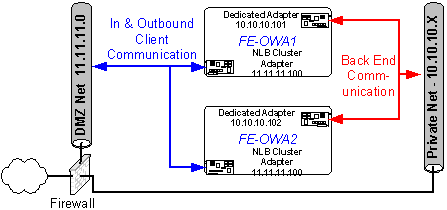 DMZ Net 11.11.11.0
In & Outbound
Client
Communication
Dedicated Adapter
10.10.10.101
FE-OWA1
NLB Cluster
Adapter
11.11.11.100
Dedicated Adapter
10.10.10.102
FE-OWA2
NLB Cluster
Adapter
11.11.11.100
Back End
Comm-
unication
Private Net - 10.10.10.X
Firewall